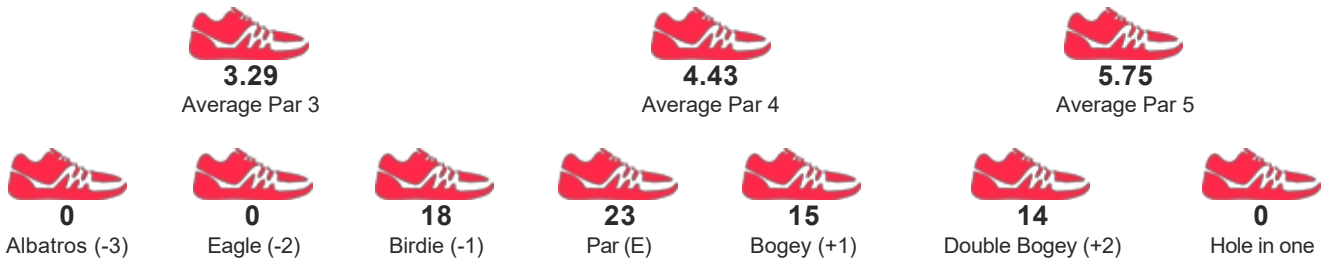 3.29 4.43 5.75
Average Par 3 Average Par 4 Average Par 5
0 0 18 23 15 14 0
Albatros (-3) Eagle (-2) Birdie (-1) Par (E) Bogey (+1) Double Bogey (+2) Hole in one